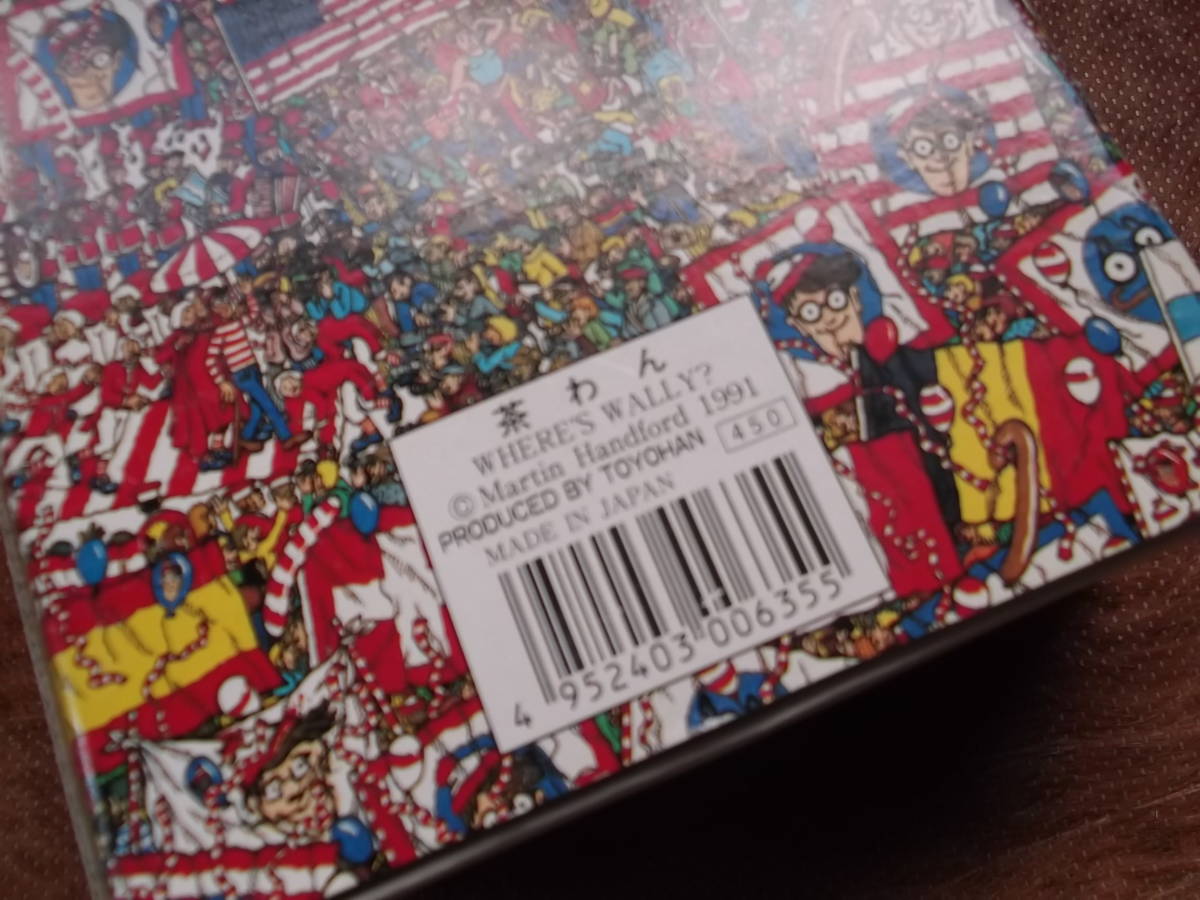 茶わん
WHERE'S WALLY?
©Martin Handford 1991
PRODUCED BY TOYOHAN 450
MADE IN JAPAN
4 952403 006355